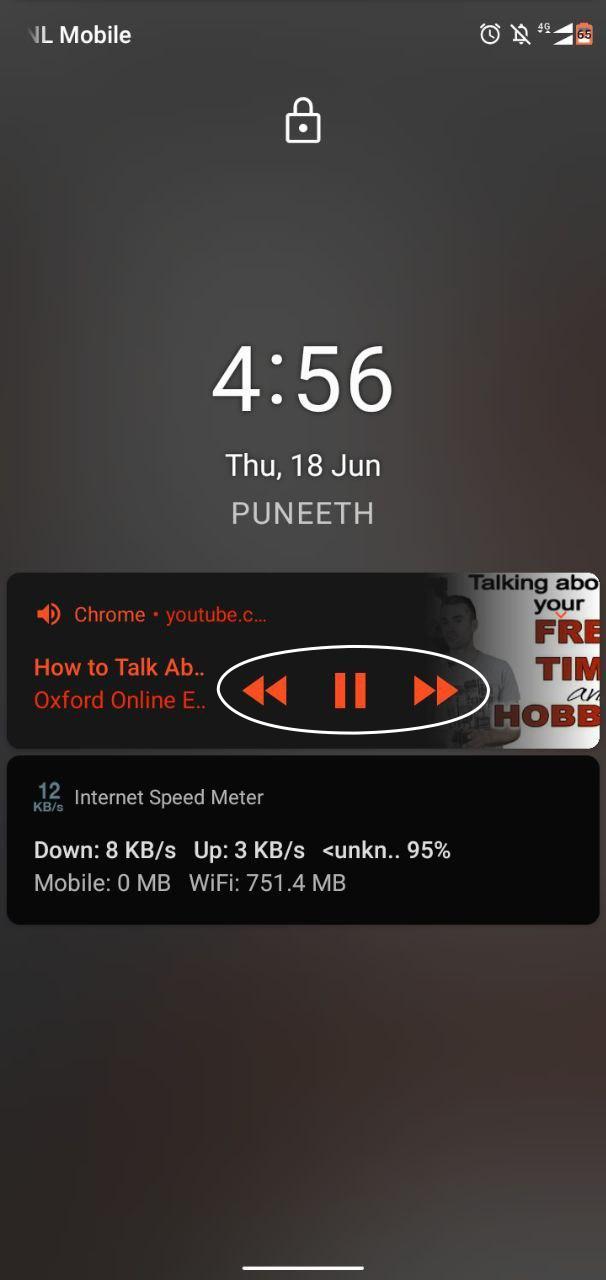 NL Mobile
4G
65
4:56
Thu, 18 Jun
PUNEETH
Chrome • youtube.c...
How to Talk Ab..
Oxford Online E..
Talking abo
your
FRE
TIM
an
HOBB
12
KB/s
Internet Speed Meter
Down: 8 KB/s Up: 3 KB/s <unkn.. 95%
Mobile: 0 MB WiFi: 751.4 MB